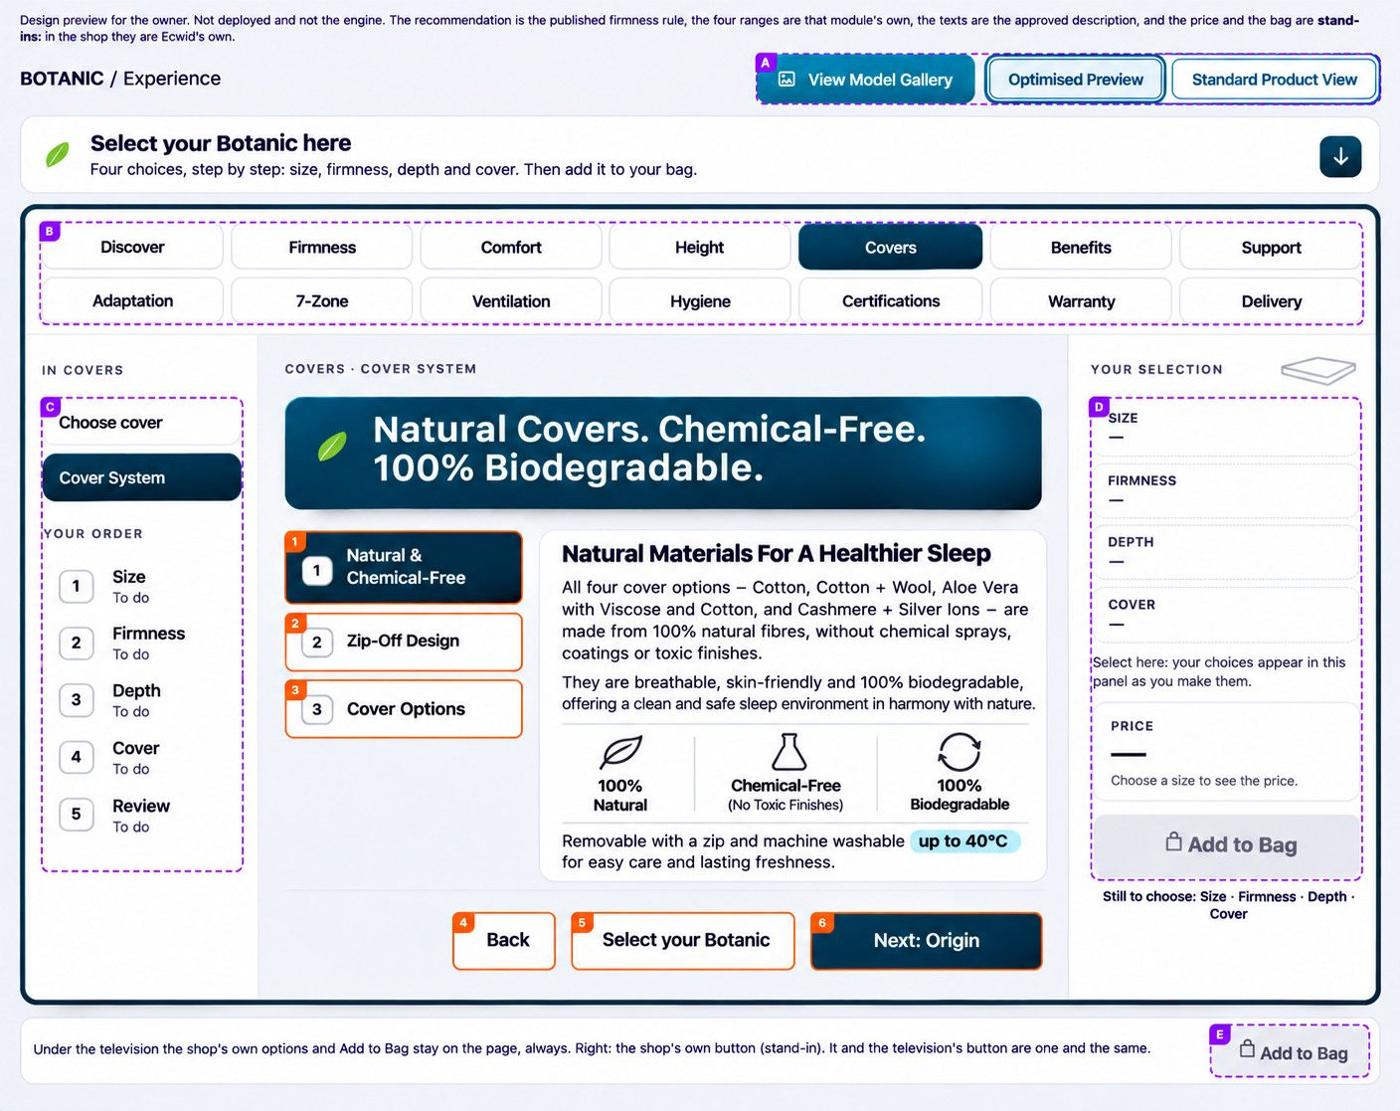 Design preview for the owner. Not deployed and not the engine. The recommendation is the published firmness rule, the four ranges are that module's own, the texts are the approved description, and the price and the bag are stand-
ins: in the shop they are Ecwid's own.
BOTANIC / Experience
A
View Model Gallery
Optimised Preview
Standard Product View
Select your Botanic here
Four choices, step by step: size, firmness, depth and cover. Then add it to your bag.
B
Discover
Firmness
Comfort
Height
Covers
Benefits
Support
Adaptation
7-Zone
Ventilation
Hygiene
Certifications
Warranty
Delivery
IN COVERS
C
Choose cover
Cover System
YOUR ORDER
1
Size
To do
2
Firmness
To do
3
Depth
To do
4
Cover
To do
5
Review
To do
COVERS · COVER SYSTEM
Natural Covers. Chemical-Free.
100% Biodegradable.
1
1
Natural &
Chemical-Free
2
2
Zip-Off Design
3
3
Cover Options
Natural Materials For A Healthier Sleep
All four cover options – Cotton, Cotton + Wool, Aloe Vera
with Viscose and Cotton, and Cashmere + Silver Ions – are
made from 100% natural fibres, without chemical sprays,
coatings or toxic finishes.
They are breathable, skin-friendly and 100% biodegradable,
offering a clean and safe sleep environment in harmony with nature.
100%
Natural
Chemical-Free
(No Toxic Finishes)
100%
Biodegradable
Removable with a zip and machine washable up to 40°C
for easy care and lasting freshness.
4
Back
5
Select your Botanic
6
Next: Origin
YOUR SELECTION
D
SIZE
—
FIRMNESS
—
DEPTH
—
COVER
—
Select here: your choices appear in this
panel as you make them.
PRICE
—
Choose a size to see the price.
Add to Bag
Still to choose: Size · Firmness · Depth ·
Cover
Under the television the shop's own options and Add to Bag stay on the page, always. Right: the shop's own button (stand-in). It and the television's button are one and the same.
E
Add to Bag